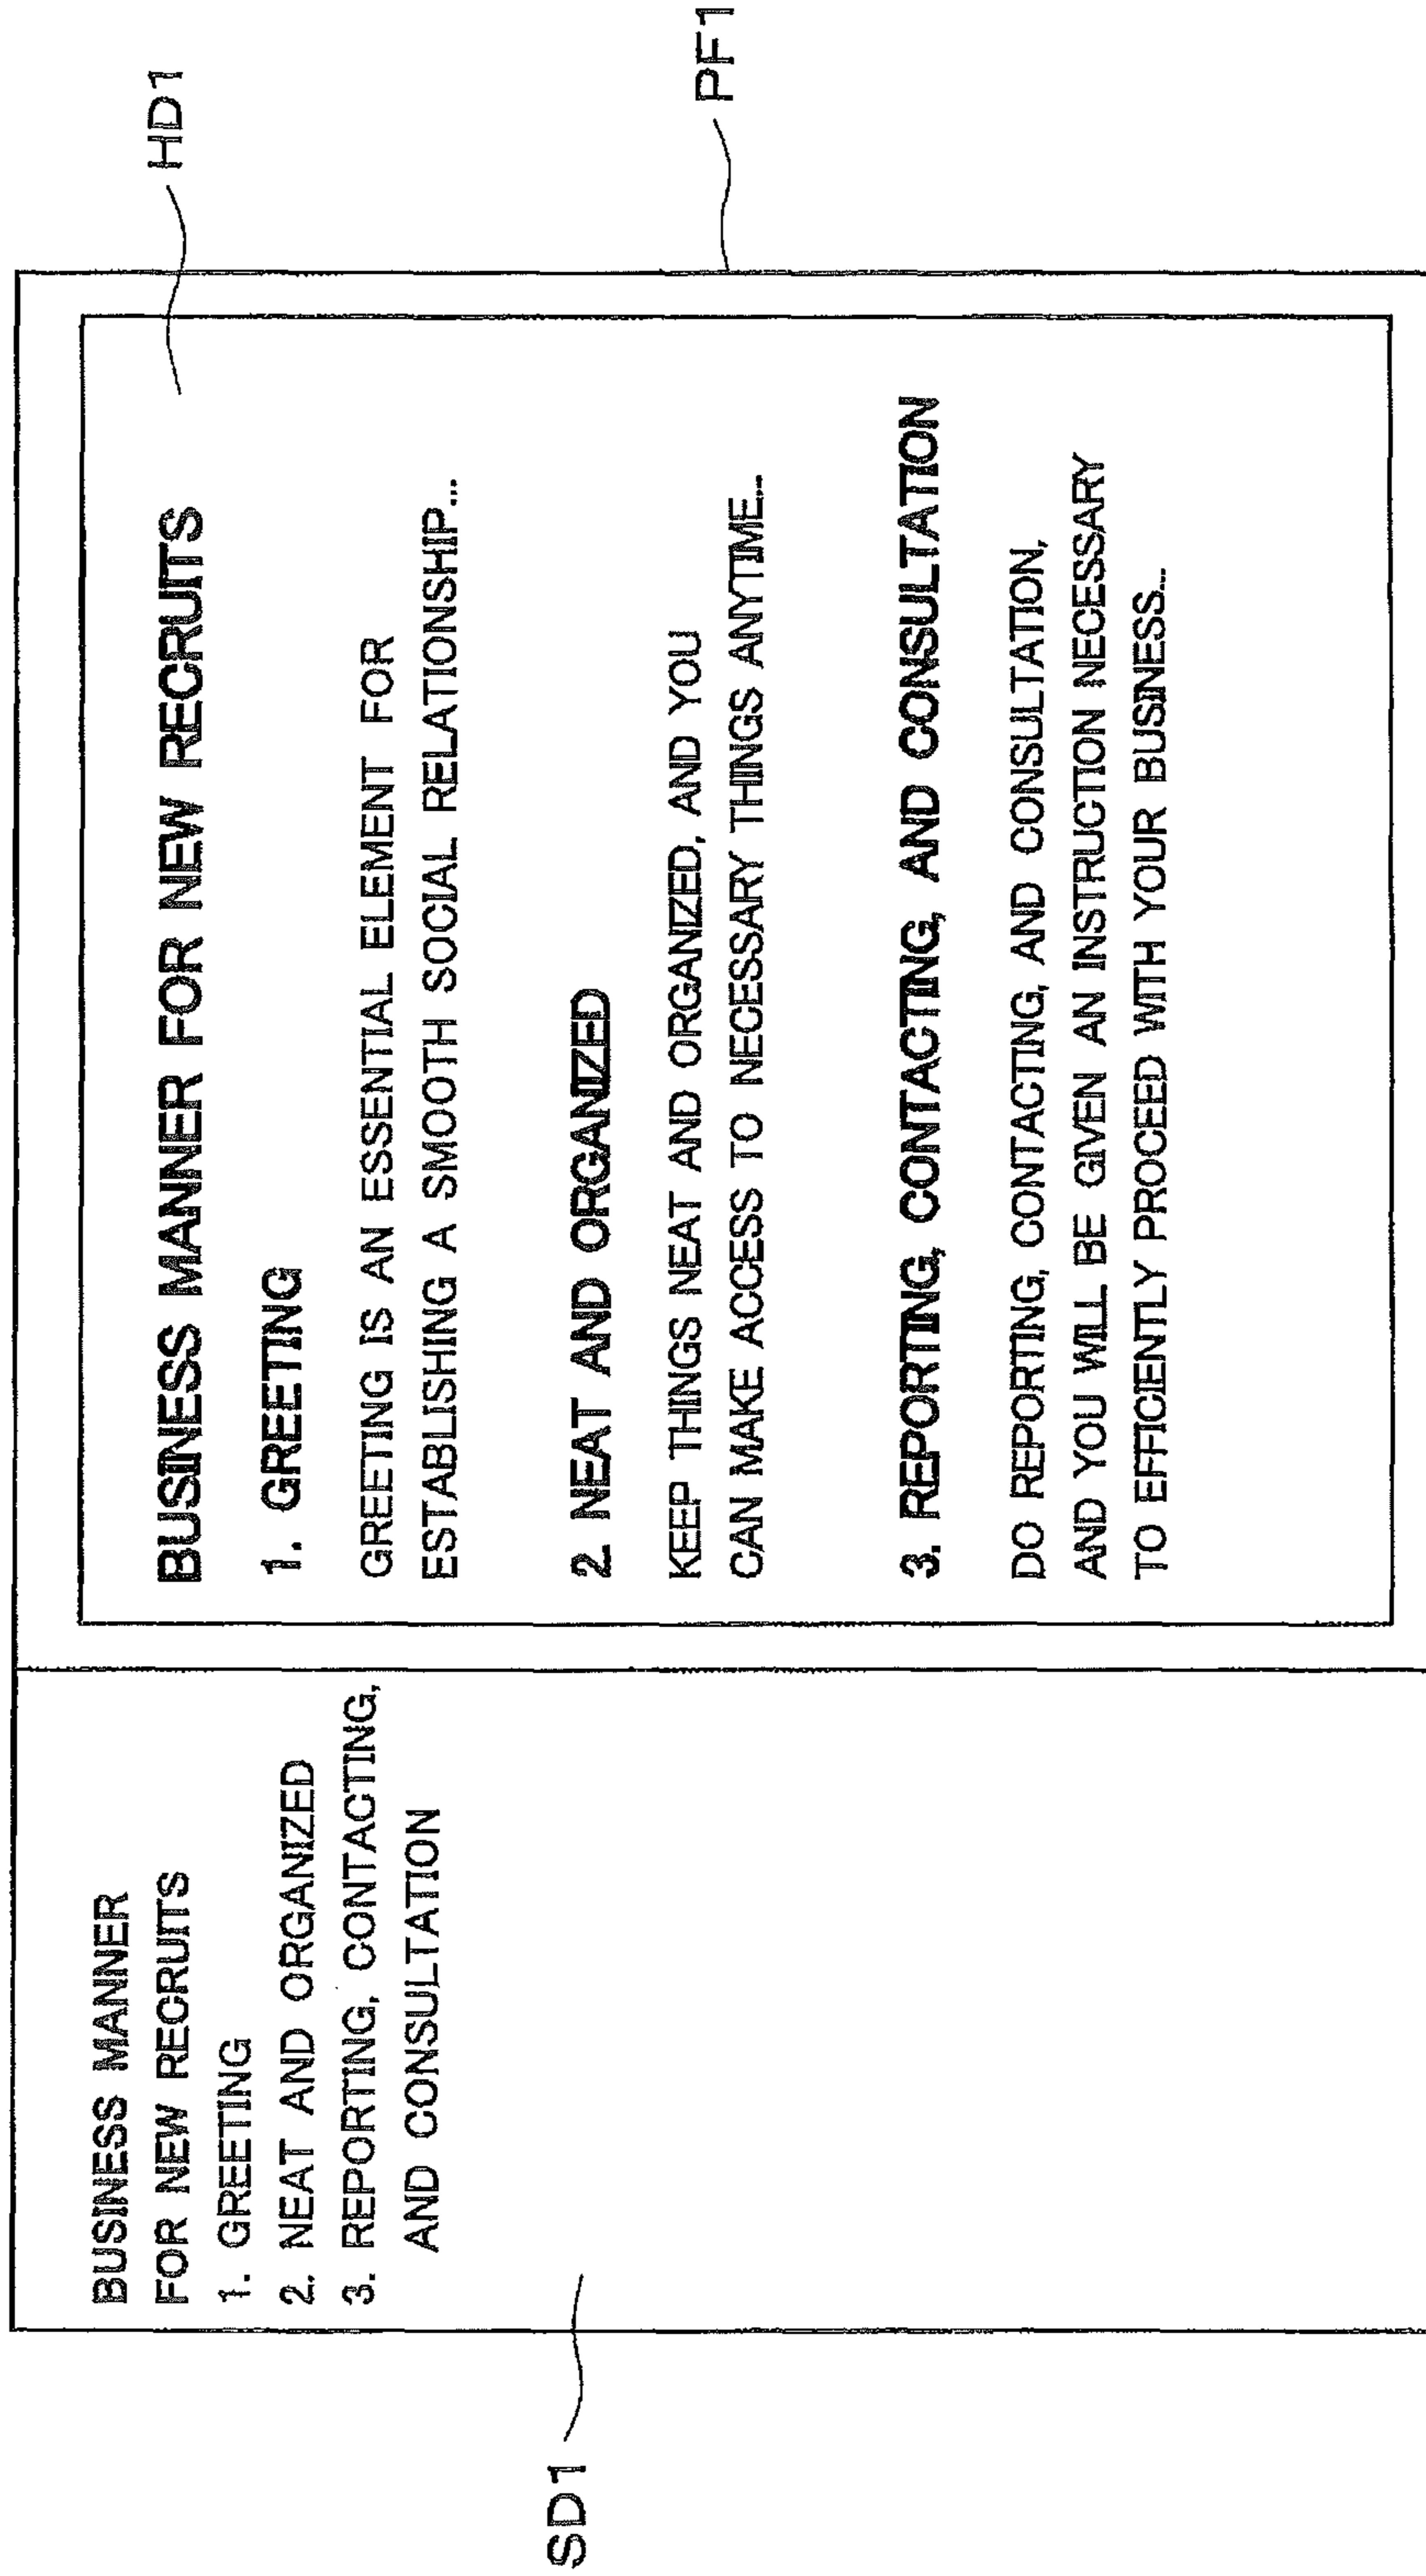 HD1
PF1
SD1
BUSINESS MANNER
FOR NEW RECRUITS
1. GREETING
2. NEAT AND ORGANIZED
3. REPORTING, CONTACTING,
AND CONSULTATION
BUSINESS MANNER FOR NEW RECRUITS
1. GREETING
GREETING IS AN ESSENTIAL ELEMENT FOR
ESTABLISHING A SMOOTH SOCIAL RELATIONSHIP...
2. NEAT AND ORGANIZED
KEEP THINGS NEAT AND ORGANIZED, AND YOU
CAN MAKE ACCESS TO NECESSARY THINGS ANYTIME...
3. REPORTING, CONTACTING, AND CONSULTATION
DO REPORTING, CONTACTING, AND CONSULTATION,
AND YOU WILL BE GIVEN AN INSTRUCTION NECESSARY
TO EFFICIENTLY PROCEED WITH YOUR BUSINESS...